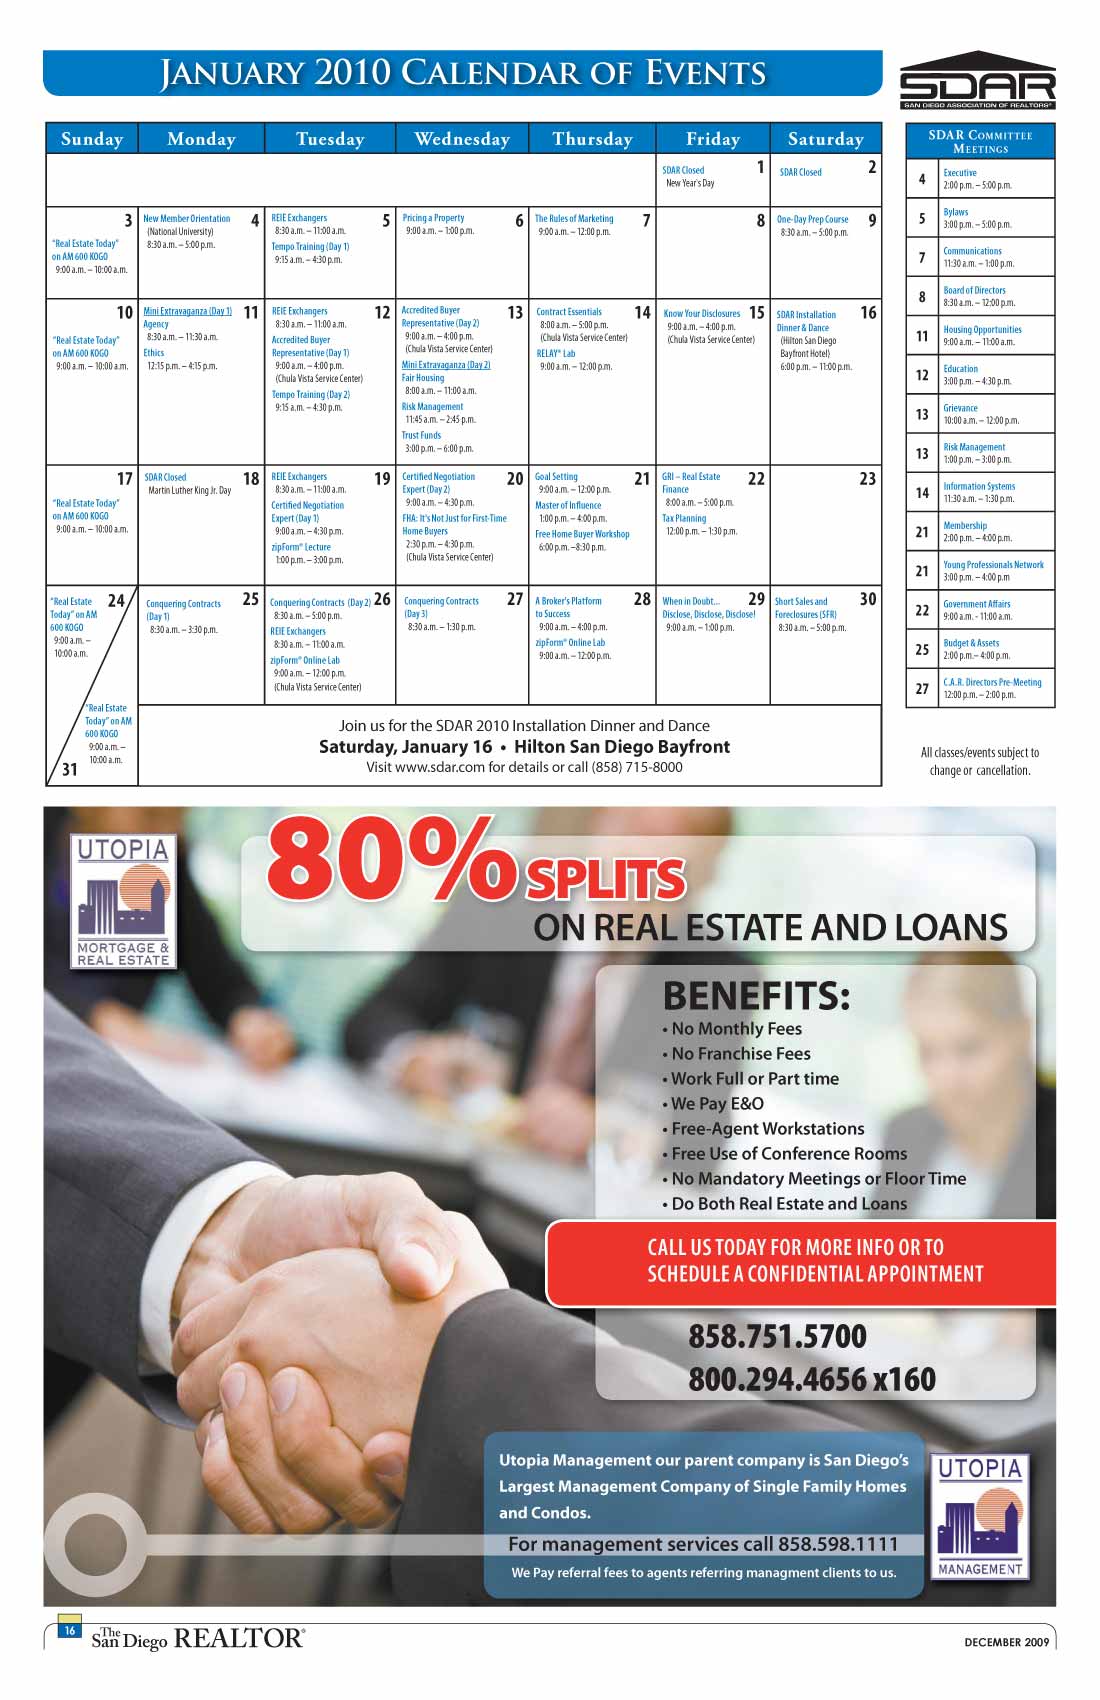 January 2010 Calendar of Events
SDAR
SAN DIEGO ASSOCIATION OF REALTORS®
Sunday Monday Tuesday Wednesday Thursday Friday Saturday
SDAR Closed 1
New Year's Day
SDAR Closed 2
3
"Real Estate Today"
on AM 600 KOGO
9:00 a.m. – 10:00 a.m.
New Member Orientation 4
(National University)
8:30 a.m. – 5:00 p.m.
REIE Exchangers 5
8:30 a.m. – 11:00 a.m.
Tempo Training (Day 1)
9:15 a.m. – 4:30 p.m.
Pricing a Property 6
9:00 a.m. – 1:00 p.m.
The Rules of Marketing 7
9:00 a.m. – 12:00 p.m.
8
One-Day Prep Course 9
8:30 a.m. – 5:00 p.m.
10
"Real Estate Today"
on AM 600 KOGO
9:00 a.m. – 10:00 a.m.
Mini Extravaganza (Day 1) 11
Agency
8:30 a.m. – 11:30 a.m.
Ethics
12:15 p.m. – 4:15 p.m.
REIE Exchangers 12
8:30 a.m. – 11:00 a.m.
Accredited Buyer
Representative (Day 1)
9:00 a.m. – 4:00 p.m.
(Chula Vista Service Center)
Tempo Training (Day 2)
9:15 a.m. – 4:30 p.m.
Accredited Buyer 13
Representative (Day 2)
9:00 a.m. – 4:00 p.m.
(Chula Vista Service Center)
Mini Extravaganza (Day 2)
Fair Housing
8:00 a.m. – 11:00 a.m.
Risk Management
11:45 a.m. – 2:45 p.m.
Trust Funds
3:00 p.m. – 6:00 p.m.
Contract Essentials 14
8:00 a.m. – 5:00 p.m.
(Chula Vista Service Center)
RELAY® Lab
9:00 a.m. – 12:00 p.m.
Know Your Disclosures 15
9:00 a.m. – 4:00 p.m.
(Chula Vista Service Center)
SDAR Installation 16
Dinner & Dance
(Hilton San Diego
Bayfront Hotel)
6:00 p.m. – 11:00 p.m.
17
"Real Estate Today"
on AM 600 KOGO
9:00 a.m. – 10:00 a.m.
SDAR Closed 18
Martin Luther King Jr. Day
REIE Exchangers 19
8:30 a.m. – 11:00 a.m.
Certified Negotiation
Expert (Day 1)
9:00 a.m. – 4:30 p.m.
zipForm® Lecture
1:00 p.m. – 3:00 p.m.
Certified Negotiation 20
Expert (Day 2)
9:00 a.m. – 4:30 p.m.
FHA: It's Not Just for First-Time
Home Buyers
2:30 p.m. – 4:30 p.m.
(Chula Vista Service Center)
Goal Setting 21
9:00 a.m. – 12:00 p.m.
Master of Influence
1:00 p.m. – 4:00 p.m.
Free Home Buyer Workshop
6:00 p.m. –8:30 p.m.
GRI – Real Estate 22
Finance
8:00 a.m. – 5:00 p.m.
Tax Planning
12:00 p.m. – 1:30 p.m.
23
"Real Estate 24
Today" on AM
600 KOGO
9:00 a.m. –
10:00 a.m.
"Real Estate
Today" on AM
600 KOGO
9:00 a.m. –
10:00 a.m.
31
Conquering Contracts 25
(Day 1)
8:30 a.m. – 3:30 p.m.
Conquering Contracts (Day 2) 26
8:30 a.m. – 5:00 p.m.
REIE Exchangers
8:30 a.m. – 11:00 a.m.
zipForm® Online Lab
9:00 a.m. – 12:00 p.m.
(Chula Vista Service Center)
Conquering Contracts 27
(Day 3)
8:30 a.m. – 1:30 p.m.
A Broker's Platform 28
to Success
9:00 a.m. – 4:00 p.m.
zipForm® Online Lab
9:00 a.m. – 12:00 p.m.
When in Doubt... 29
Disclose, Disclose, Disclose!
9:00 a.m. – 1:00 p.m.
Short Sales and 30
Foreclosures (SFR)
8:30 a.m. – 5:00 p.m.
Join us for the SDAR 2010 Installation Dinner and Dance
Saturday, January 16 • Hilton San Diego Bayfront
Visit www.sdar.com for details or call (858) 715-8000
SDAR Committee
Meetings
4 Executive
2:00 p.m. – 5:00 p.m.
5 Bylaws
3:00 p.m. – 5:00 p.m.
7 Communications
11:30 a.m. – 1:00 p.m.
8 Board of Directors
8:30 a.m. – 12:00 p.m.
11 Housing Opportunities
9:00 a.m. – 11:00 a.m.
12 Education
3:00 p.m. – 4:30 p.m.
13 Grievance
10:00 a.m. – 12:00 p.m.
13 Risk Management
1:00 p.m. – 3:00 p.m.
14 Information Systems
11:30 a.m. – 1:30 p.m.
21 Membership
2:00 p.m. – 4:00 p.m.
21 Young Professionals Network
3:00 p.m. – 4:00 p.m
22 Government Affairs
9:00 a.m. - 11:00 a.m.
25 Budget & Assets
2:00 p.m.– 4:00 p.m.
27 C.A.R. Directors Pre-Meeting
12:00 p.m. – 2:00 p.m.
All classes/events subject to
change or cancellation.
UTOPIA
MORTGAGE &
REAL ESTATE
80% SPLITS
ON REAL ESTATE AND LOANS
BENEFITS:
• No Monthly Fees
• No Franchise Fees
• Work Full or Part time
• We Pay E&O
• Free-Agent Workstations
• Free Use of Conference Rooms
• No Mandatory Meetings or Floor Time
• Do Both Real Estate and Loans
CALL US TODAY FOR MORE INFO OR TO
SCHEDULE A CONFIDENTIAL APPOINTMENT
858.751.5700
800.294.4656 x160
Utopia Management our parent company is San Diego's
Largest Management Company of Single Family Homes
and Condos.
For management services call 858.598.1111
We Pay referral fees to agents referring managment clients to us.
UTOPIA
MANAGEMENT
16 The San Diego REALTOR®
DECEMBER 2009